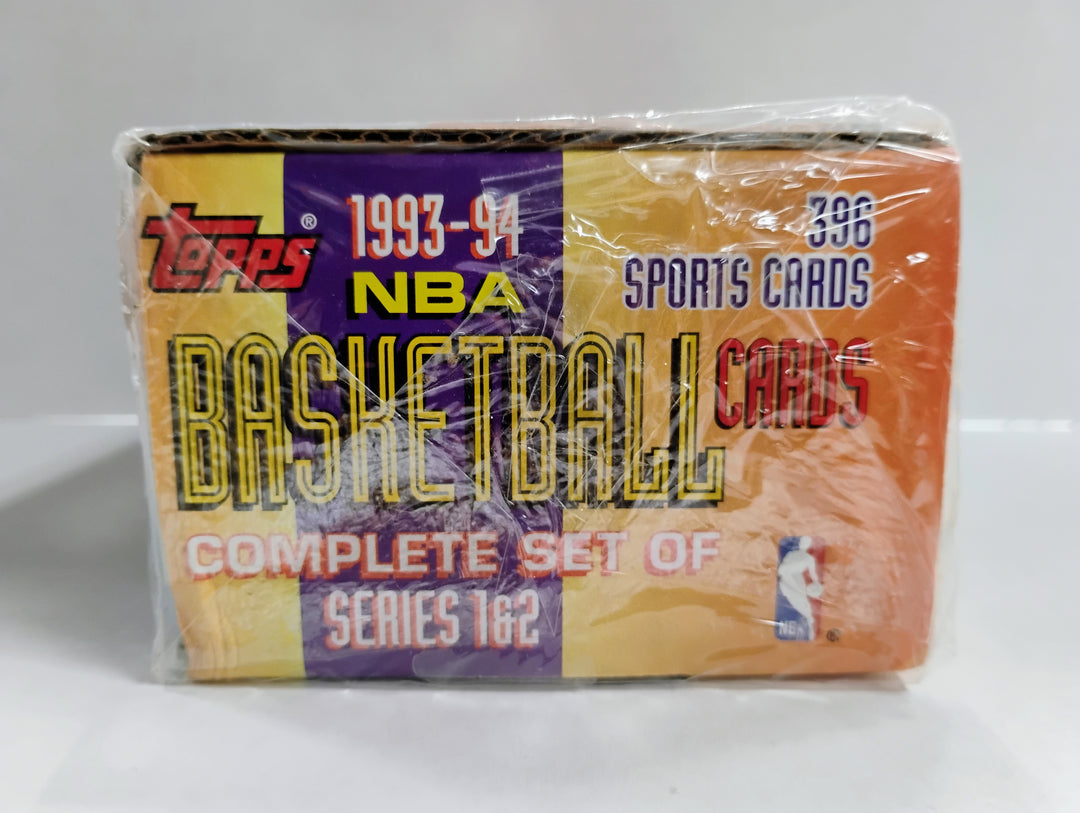 TOPPS ®
1993-94
NBA
396
SPORTS CARDS
BASKETBALL
CARDS
COMPLETE SET OF
SERIES 1&2
NBA ®